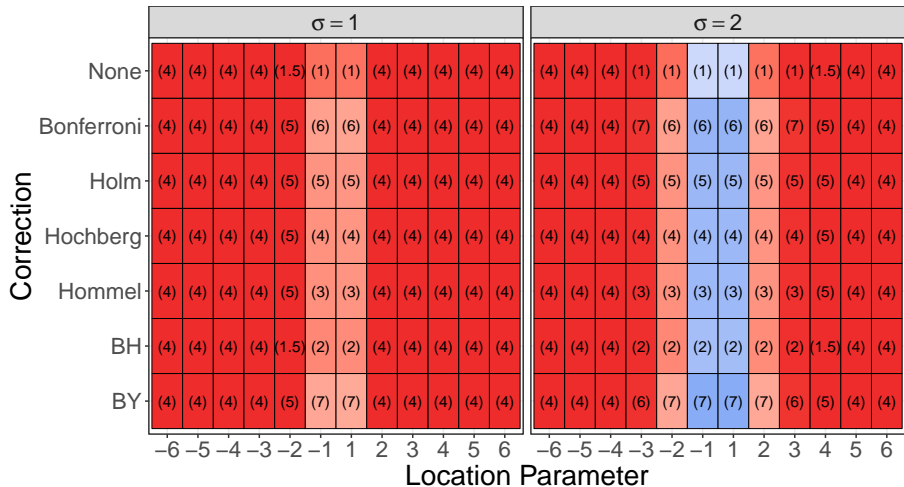 σ = 1 σ = 2
None (4) (4) (4) (4) (1.5) (1) (1) (4) (4) (4) (4) (4) (4) (4) (4) (1) (1) (1) (1) (1) (1) (1.5) (4) (4)
Bonferroni (4) (4) (4) (4) (5) (6) (6) (4) (4) (4) (4) (4) (4) (4) (4) (7) (6) (6) (6) (6) (7) (5) (4) (4)
Holm (4) (4) (4) (4) (5) (5) (5) (4) (4) (4) (4) (4) (4) (4) (4) (5) (5) (5) (5) (5) (5) (5) (4) (4)
Hochberg (4) (4) (4) (4) (5) (4) (4) (4) (4) (4) (4) (4) (4) (4) (4) (4) (4) (4) (4) (4) (4) (5) (4) (4)
Hommel (4) (4) (4) (4) (5) (3) (3) (4) (4) (4) (4) (4) (4) (4) (4) (3) (3) (3) (3) (3) (3) (5) (4) (4)
BH (4) (4) (4) (4) (1.5) (2) (2) (4) (4) (4) (4) (4) (4) (4) (4) (2) (2) (2) (2) (2) (2) (1.5) (4) (4)
BY (4) (4) (4) (4) (5) (7) (7) (4) (4) (4) (4) (4) (4) (4) (4) (6) (7) (7) (7) (7) (6) (5) (4) (4)
−6 −5 −4 −3 −2 −1 1 2 3 4 5 6 −6 −5 −4 −3 −2 −1 1 2 3 4 5 6
Location Parameter
Correction